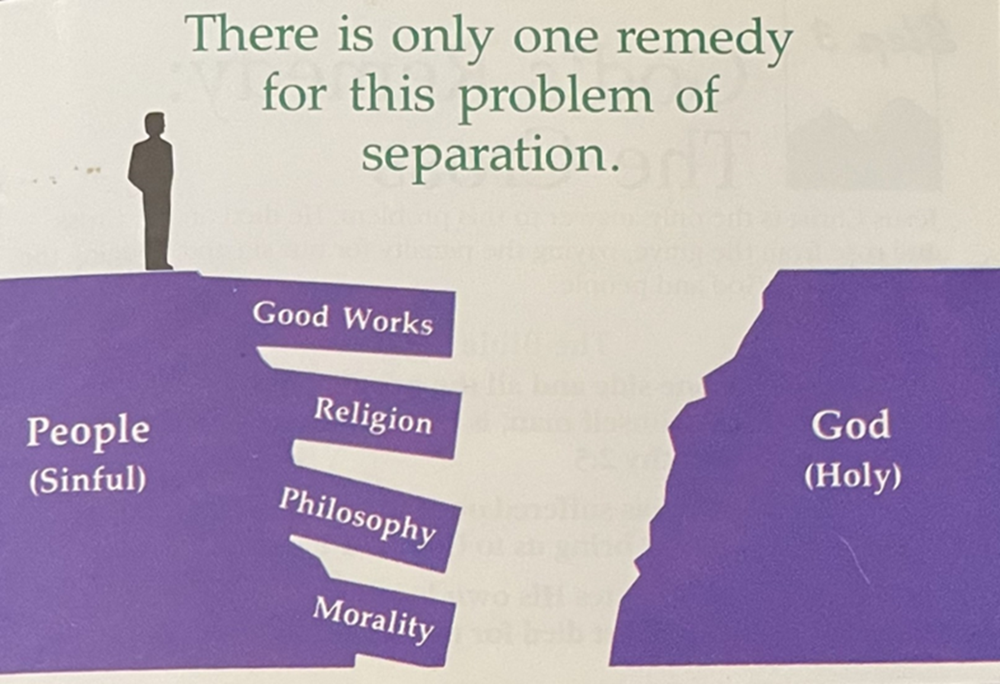 There is only one remedy
for this problem of
separation.
Good Works
Religion
Philosophy
Morality
People
(Sinful)
God
(Holy)